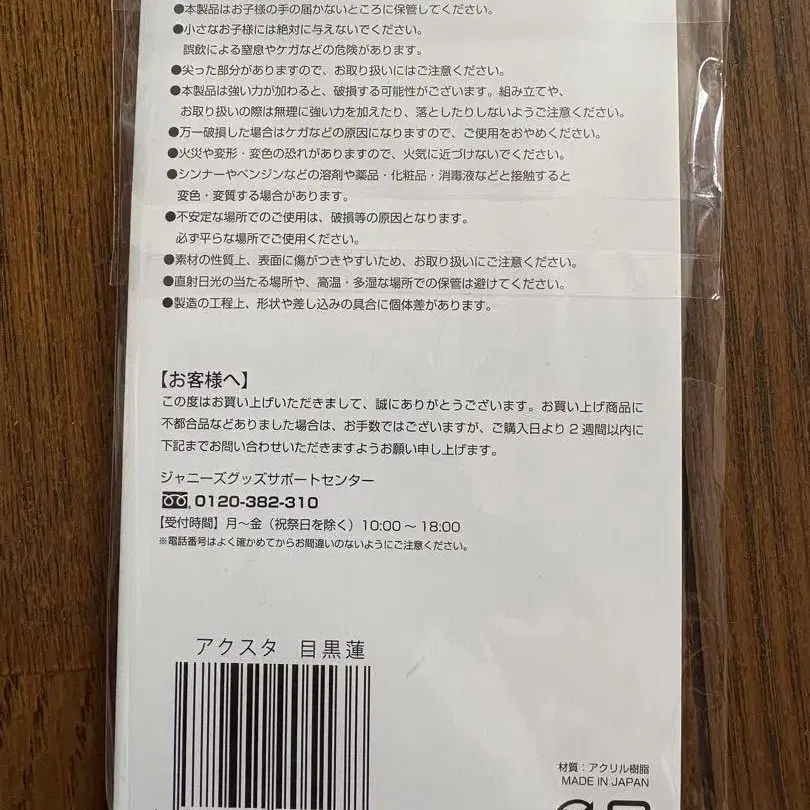 ●本製品はお子様の手の届かないところに保管してください。
●小さなお子様には絶対に与えないでください。
誤飲による窒息やケガなどの危険があります。
●尖った部分がありますので、お取り扱いにはご注意ください。
●本製品は強い力が加わると、破損する可能性がございます。組み立てや、
お取り扱いの際は無理に強い力を加えたり、落としたりしないようご注意ください。
●万一破損した場合はケガなどの原因になりますので、ご使用をおやめください。
●火災や変形・変色の恐れがありますので、火気に近づけないでください。
●シンナーやベンジンなどの溶剤や薬品・化粧品・消毒液などと接触すると
変色・変質する場合があります。
●不安定な場所でのご使用は、破損等の原因となります。
必ず平らな場所でご使用ください。
●素材の性質上、表面に傷がつきやすいため、お取り扱いにご注意ください。
●直射日光の当たる場所や、高温・多湿な場所での保管は避けてください。
●製造の工程上、形状や差し込みの具合に個体差があります。
【お客様へ】
この度はお買い上げいただきまして、誠にありがとうございます。お買い上げ商品に
不都合品などありました場合は、お手数ではございますが、ご購入日より2週間以内に
下記までお問い合わせいただきますようお願い申し上げます。
ジャニーズグッズサポートセンター
0120-382-310
【受付時間】月～金（祝祭日を除く）10:00～18:00
※電話番号はよく確かめてからお間違いのないようにご注意ください。
アクスタ 目黒蓮
材質：アクリル樹脂
MADE IN JAPAN